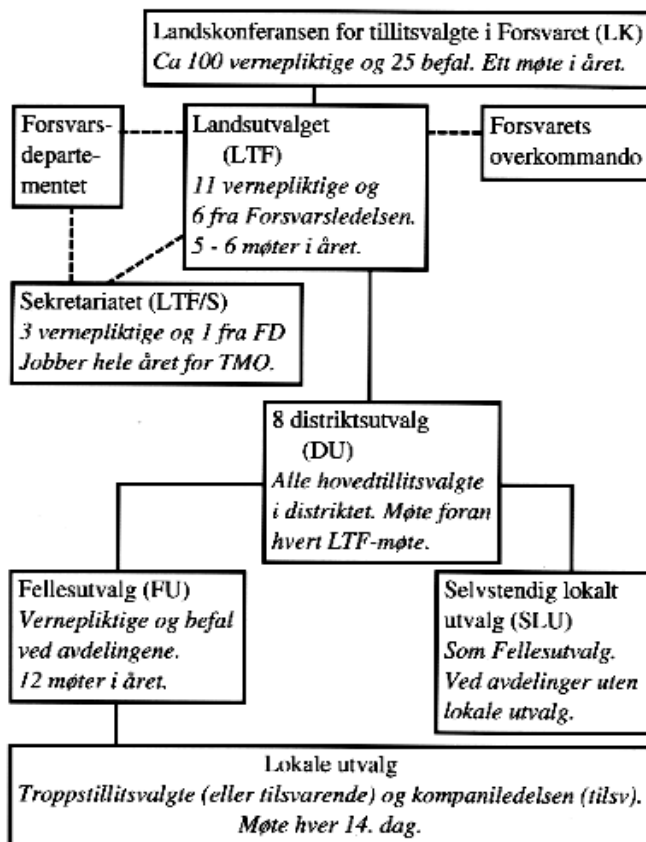 Landskonferansen for tillitsvalgte i Forsvaret (LK)
Ca 100 vernepliktige og 25 befal. Ett møte i året.
Forsvars-
departe-
mentet
Landsutvalget
(LTF)
11 vernepliktige og
6 fra Forsvarsledelsen.
5 - 6 møter i året.
Forsvarets
overkommando
Sekretariatet (LTF/S)
3 vernepliktige og 1 fra FD
Jobber hele året for TMO.
8 distriktsutvalg
(DU)
Alle hovedtillitsvalgte
i distriktet. Møte foran
hvert LTF-møte.
Fellesutvalg (FU)
Vernepliktige og befal
ved avdelingene.
12 møter i året.
Selvstendig lokalt
utvalg (SLU)
Som Fellesutvalg.
Ved avdelinger uten
lokale utvalg.
Lokale utvalg
Troppstillitsvalgte (eller tilsvarende) og kompaniledelsen (tilsv).
Møte hver 14. dag.